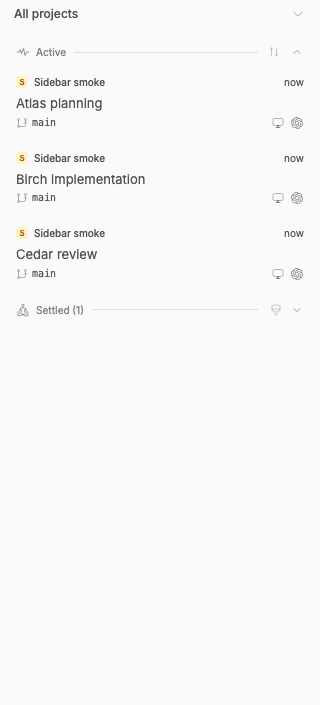 All projects
Active
S Sidebar smoke now
Atlas planning
main
S Sidebar smoke now
Birch implementation
main
S Sidebar smoke now
Cedar review
main
Settled (1)